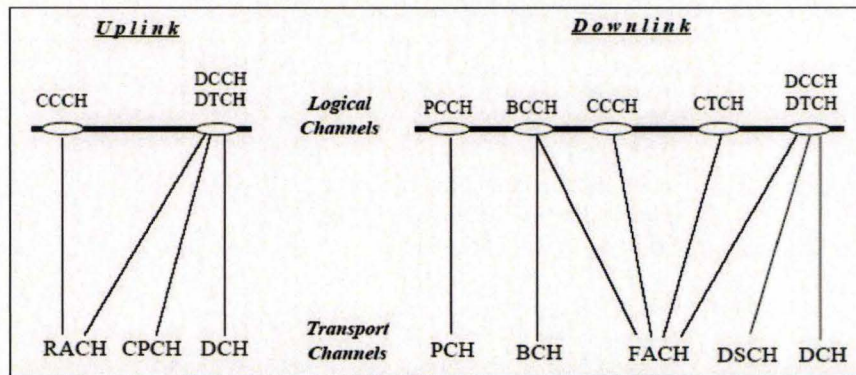 Uplink
Downlink
CCCH
DCCH
DTCH
Logical
Channels
PCCH
BCCH
CCCH
CTCH
DCCH
DTCH
RACH
CPCH
DCH
Transport
Channels
PCH
BCH
FACH
DSCH
DCH